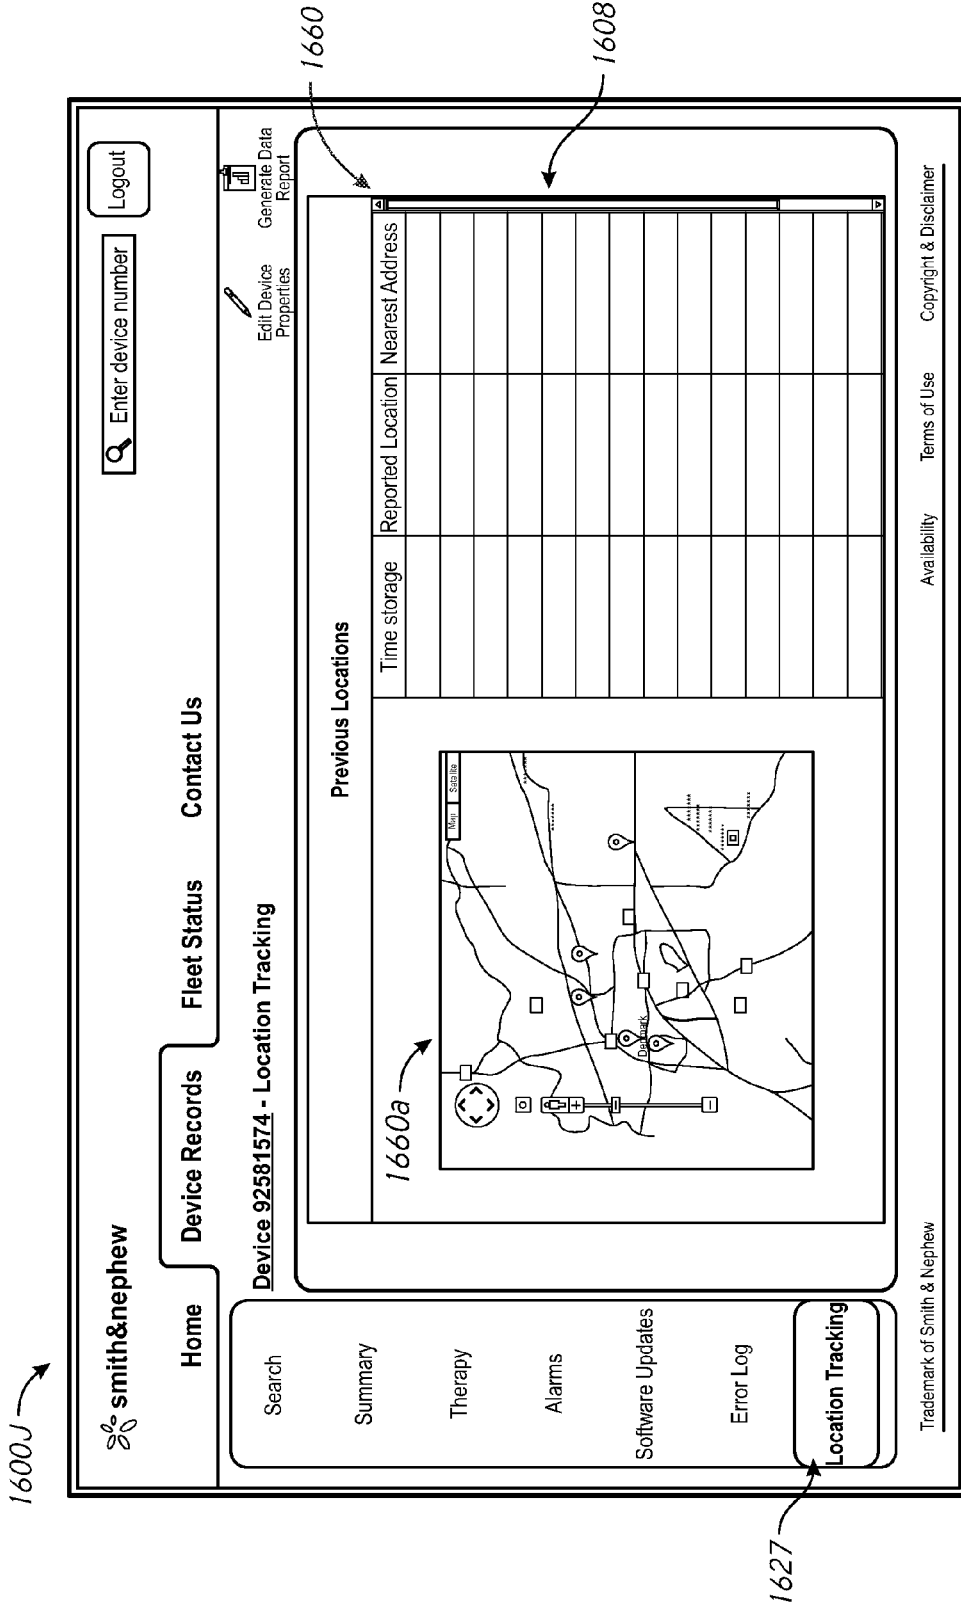 1600J
smith&nephew
Enter device number
Logout
Home
Device Records
Fleet Status
Contact Us
Device 92581574 - Location Tracking
Edit Device
Properties
Generate Data
Report
1660
1608
Search
Summary
Therapy
Alarms
Software Updates
Error Log
Location Tracking
1627
Previous Locations
Time storage
Reported Location
Nearest Address
1660a
Map
Satallte
Denmark
Trademark of Smith & Nephew
Availability
Terms of Use
Copyright & Disclaimer